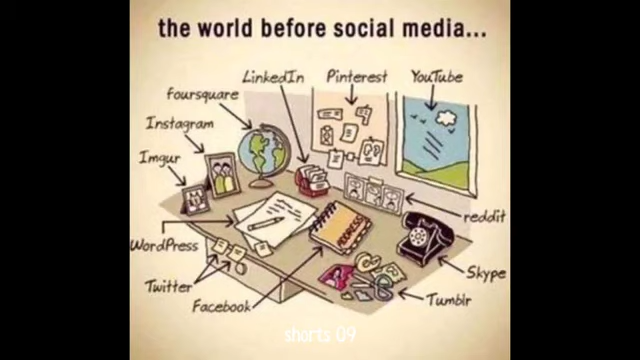 the world before social media...
LinkedIn
Pinterest
YouTube
Foursquare
Instagram
Imgur
reddit
WordPress
ADDRESS
Skype
Twitter
Facebook
Tumblr
shorts 09